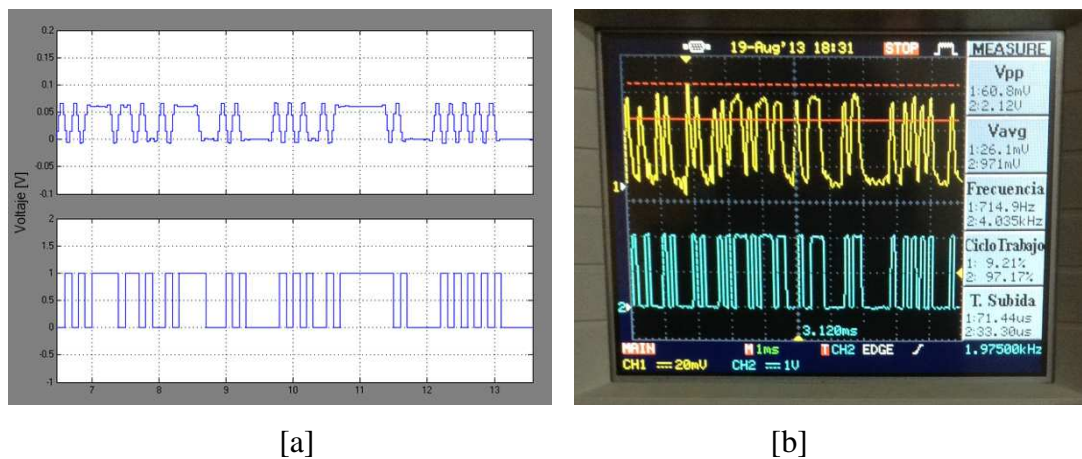 0.2
0.15
0.1
0.05
0
-0.05
-0.1
Voltaje [V]
2
1.5
1
0.5
0
-0.5
-1
7 8 9 10 11 12 13
[a]
19-Aug'13 18:31 STOP MEASURE
Vpp
1:60.8mV
2:2.12V
Vavg
1:26.1mV
2:971mV
Frecuencia
1:714.9Hz
2:4.035kHz
CicloTrabajo
1: 9.21%
2: 97.17%
T. Subida
1:71.44us
2:33.30us
1
2
3.120ms
MAIN M 1ms T CH2 EDGE 1.97500kHz
CH1 20mV CH2 1V
[b]